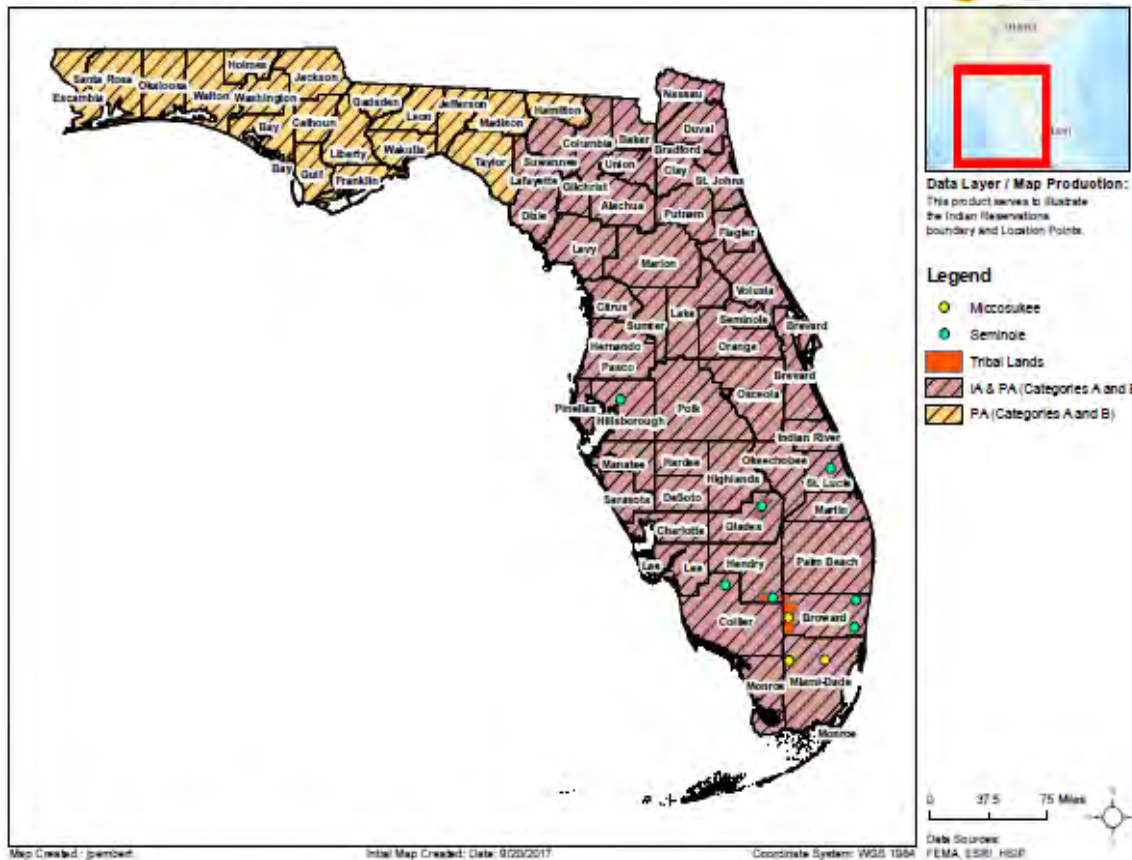 Holmes
Jackson
Santa Rosa
Okaloosa
Escambia
Walton
Washington
Gadsden
Jefferson
Hamilton
Leon
Madison
Bay
Calhoun
Liberty
Wakulla
Taylor
Bay
Gulf
Franklin
Nassau
Duval
Columbia
Baker
Bradford
Suwannee
Union
Clay
St. Johns
Lafayette
Gilchrist
Alachua
Putnam
Dixie
Flagler
Levy
Marion
Volusia
Citrus
Lake
Seminole
Sumter
Brevard
Hernando
Orange
Pasco
Brevard
Osceola
Pinellas
Polk
Hillsborough
Indian River
Manatee
Hardee
Okeechobee
Highlands
St. Lucie
Sarasota
DeSoto
Martin
Charlotte
Glades
Lee
Lee
Hendry
Palm Beach
Collier
Broward
Monroe
Miami-Dade
Monroe
Data Layer / Map Production:
This product serves to illustrate
the Indian Reservations
boundary and Location Points.
Legend
Miccosukee
Seminole
Tribal Lands
IA & PA (Categories A and B
PA (Categories A and B)
0 37.5 75 Miles
Data Sources:
FEMA, ESRI, HSIP
Map Created: jpembert
Initial Map Created: Date: 9/20/2017
Coordinate System: WGS 1984